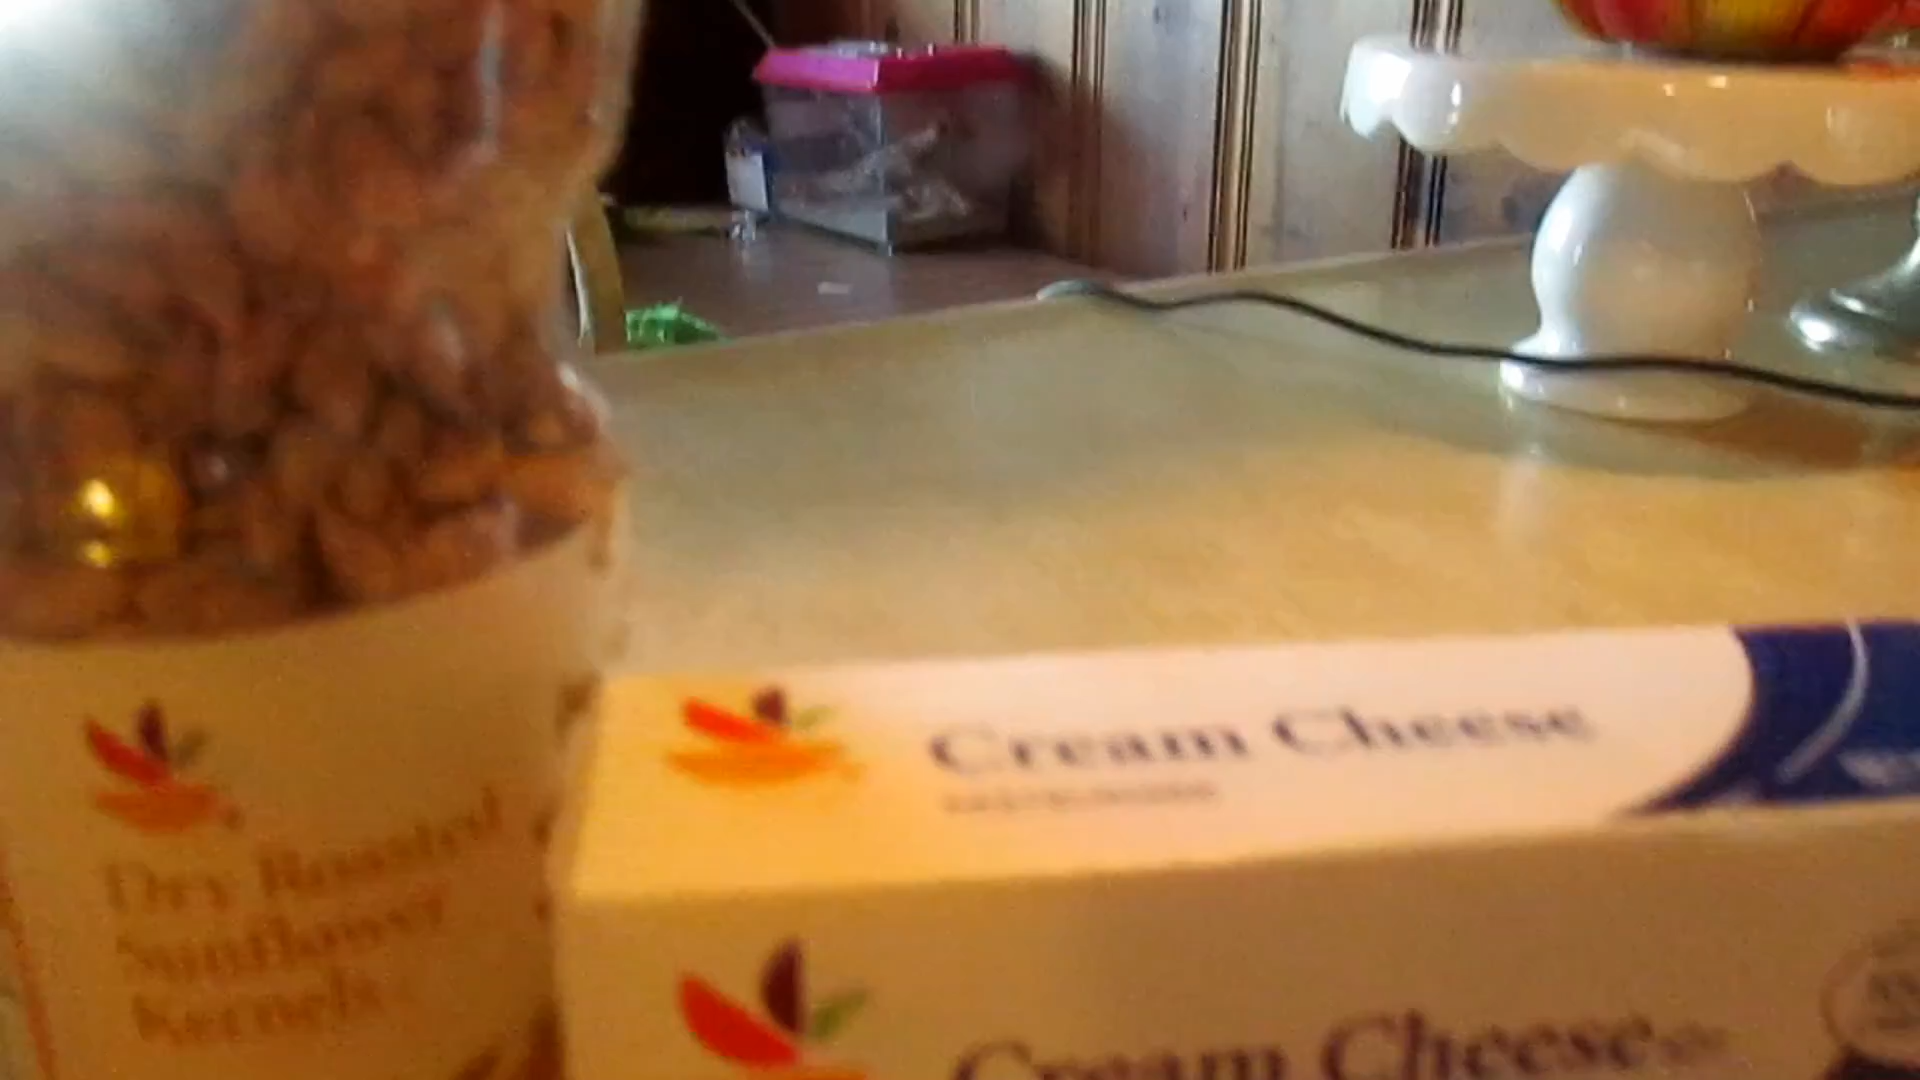 Cream Cheese
Dry Roasted
Sunflower
Kernels
Cream Cheese